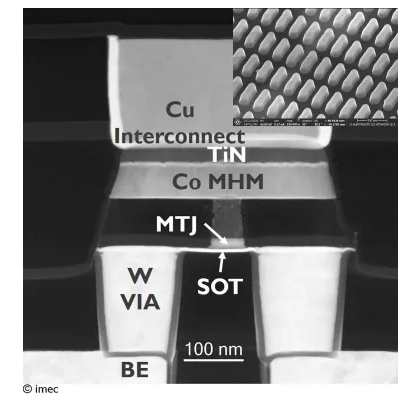 Cu
Interconnect
TiN
Co MHM
MTJ
W
VIA
SOT
100 nm
BE
© imec